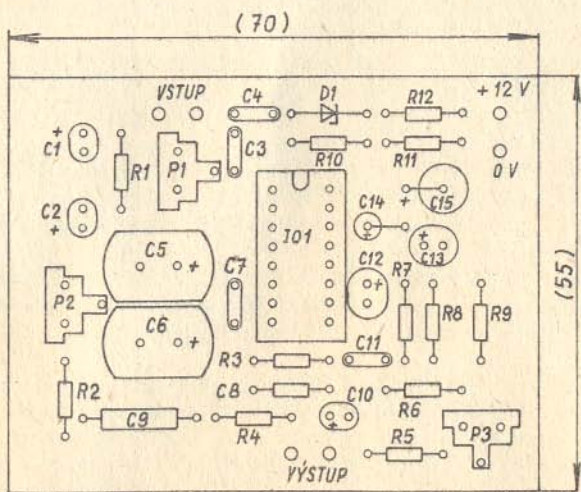 (70)
VSTUP
C4
D1
R12
+12 V
+
C1
R1
P1
C3
R10
R11
0 V
C2
+
IO1
C14
+
+
C15
C5
+
C7
C12
+
+
C13
P2
R7
R8
R9
(55)
C6
+
R3
C11
R2
C8
C10
R6
C9
R4
+
R5
P3
VÝSTUP